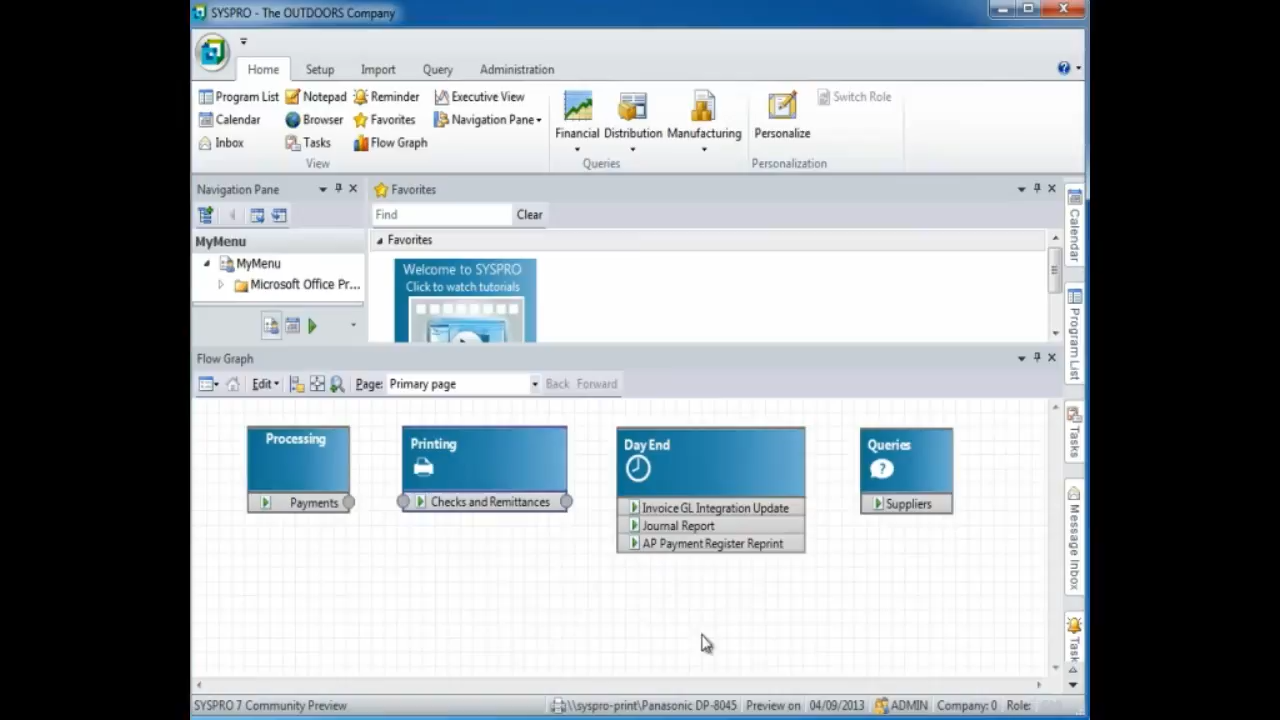 SYSPRO - The OUTDOORS Company
Home Setup Import Query Administration
Program List Notepad Reminder Executive View
Calendar Browser Favorites Navigation Pane
Inbox Tasks Flow Graph
View
Financial Distribution Manufacturing
Queries
Personalize
Switch Role
Personalization
Navigation Pane
MyMenu
MyMenu
Microsoft Office Pr...
Favorites
Find Clear
Favorites
Welcome to SYSPRO
Click to watch tutorials
Flow Graph
Edit Page: Primary page Back Forward
Processing
Payments
Printing
Checks and Remittances
Day End
Invoice GL Integration Update
Journal Report
AP Payment Register Reprint
Queries
?
Suppliers
Calendar
Program List
Tasks
Message Inbox
Task
SYSPRO 7 Community Preview \\syspro-print\Panasonic DP-8045 Preview on 04/09/2013 ADMIN Company: 0 Role: